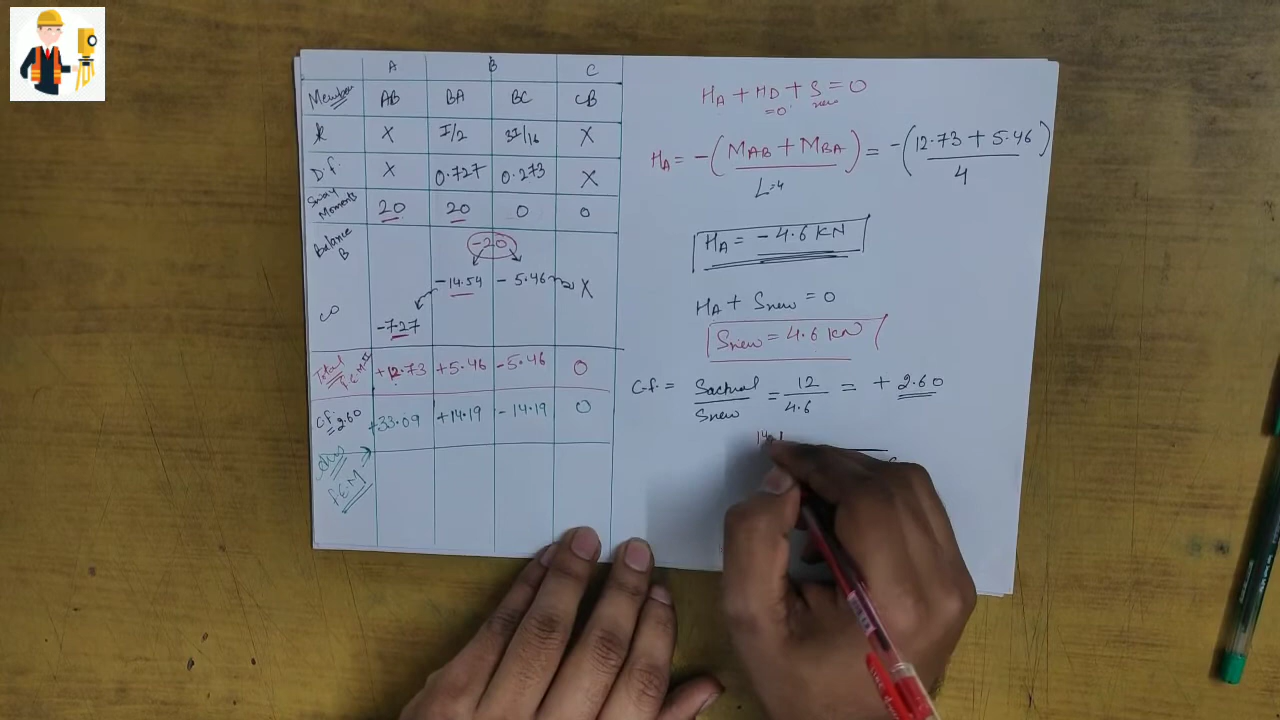 A B C
Member AB BA BC CB
k X I/2 3I/16 X
D.f. X 0.727 0.273 X
Sway Moments 20 20 0 0
Balance B -20
-14.54 -5.46 X
CO -727
Total F.E.M +12.73 +5.46 -5.46 0
Cf. 2.60 +33.09 +14.19 -14.19 0
F.E.M
HA + HD + S = 0
=0 new
HA = -(MAB + MBA) = -(12.73 + 5.46)
L=4 4
HA = -4.6 KN
HA + Snew = 0
Snew = 4.6 KN
C.f. = Sactual = 12 = + 2.60
Snew 4.6